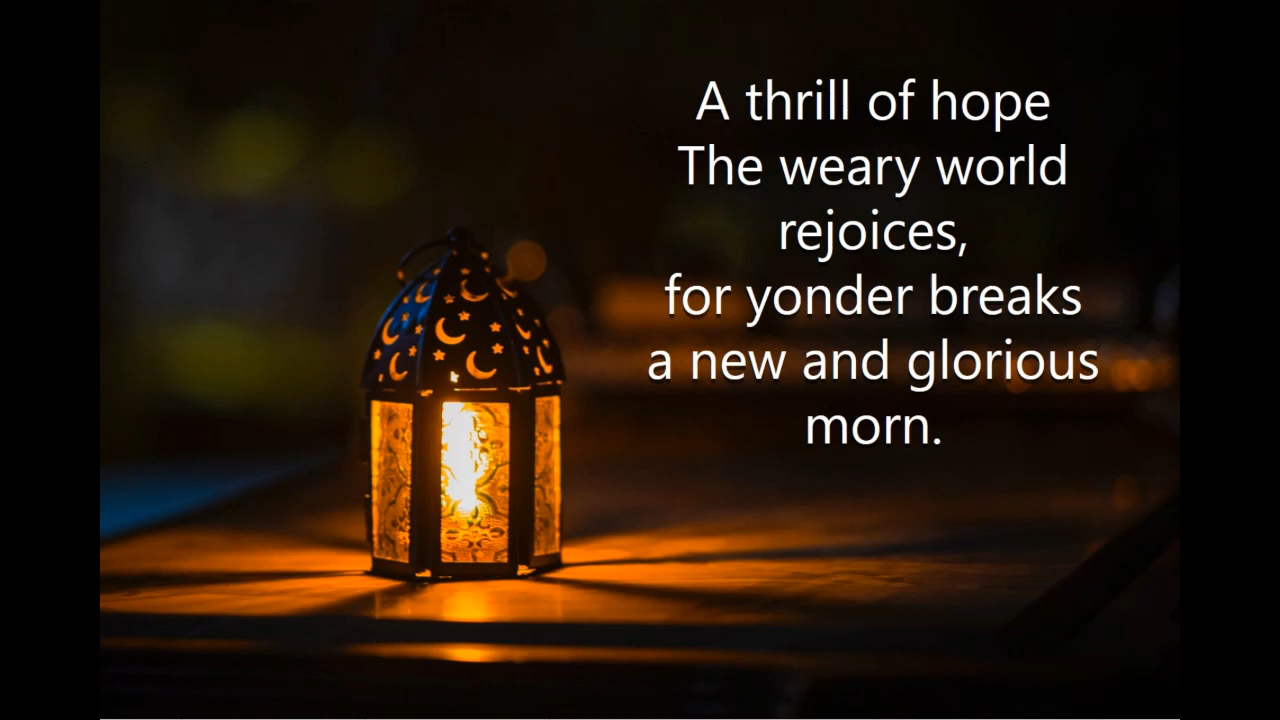 A thrill of hope
The weary world
rejoices,
for yonder breaks
a new and glorious
morn.